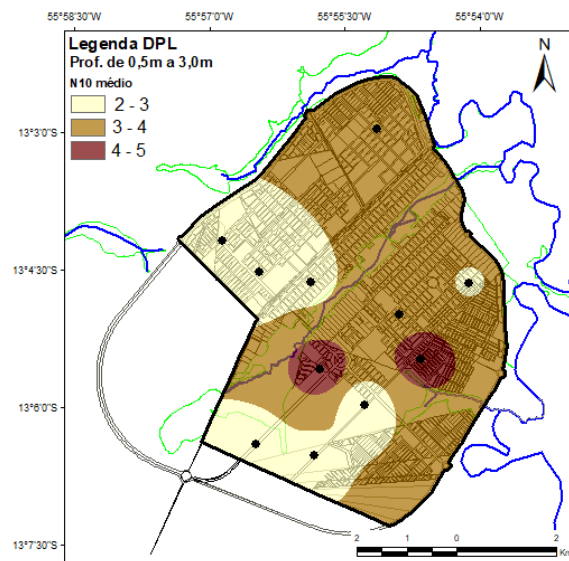 55°58'30"S 55°57'0"S 55°55'30"S 55°54'0"S
Legenda DPL
Prof. de 0,5m a 3,0m
N10 médio
2 - 3
3 - 4
4 - 5
N
13°3'0"S
13°4'30"S
13°6'0"S
13°7'30"S
2 1 0 2
Km